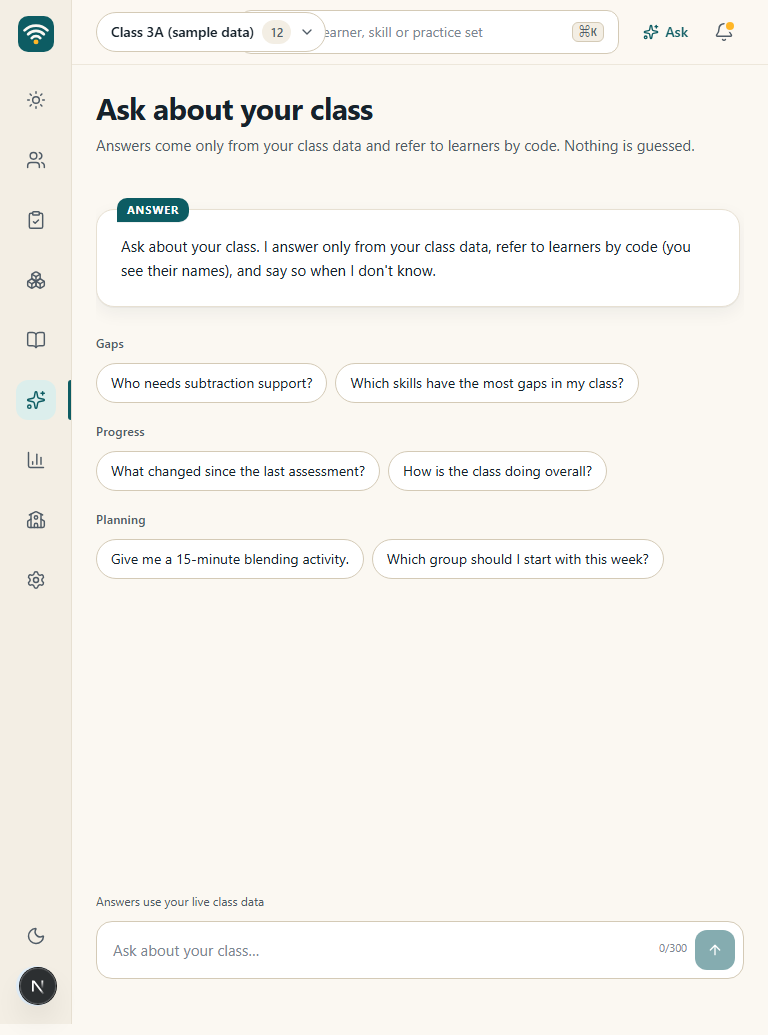 Class 3A (sample data) 12
earner, skill or practice set ⌘K
Ask
Ask about your class
Answers come only from your class data and refer to learners by code. Nothing is guessed.
ANSWER
Ask about your class. I answer only from your class data, refer to learners by code (you
see their names), and say so when I don't know.
Gaps
Who needs subtraction support? Which skills have the most gaps in my class?
Progress
What changed since the last assessment? How is the class doing overall?
Planning
Give me a 15-minute blending activity. Which group should I start with this week?
Answers use your live class data
Ask about your class... 0/300
N